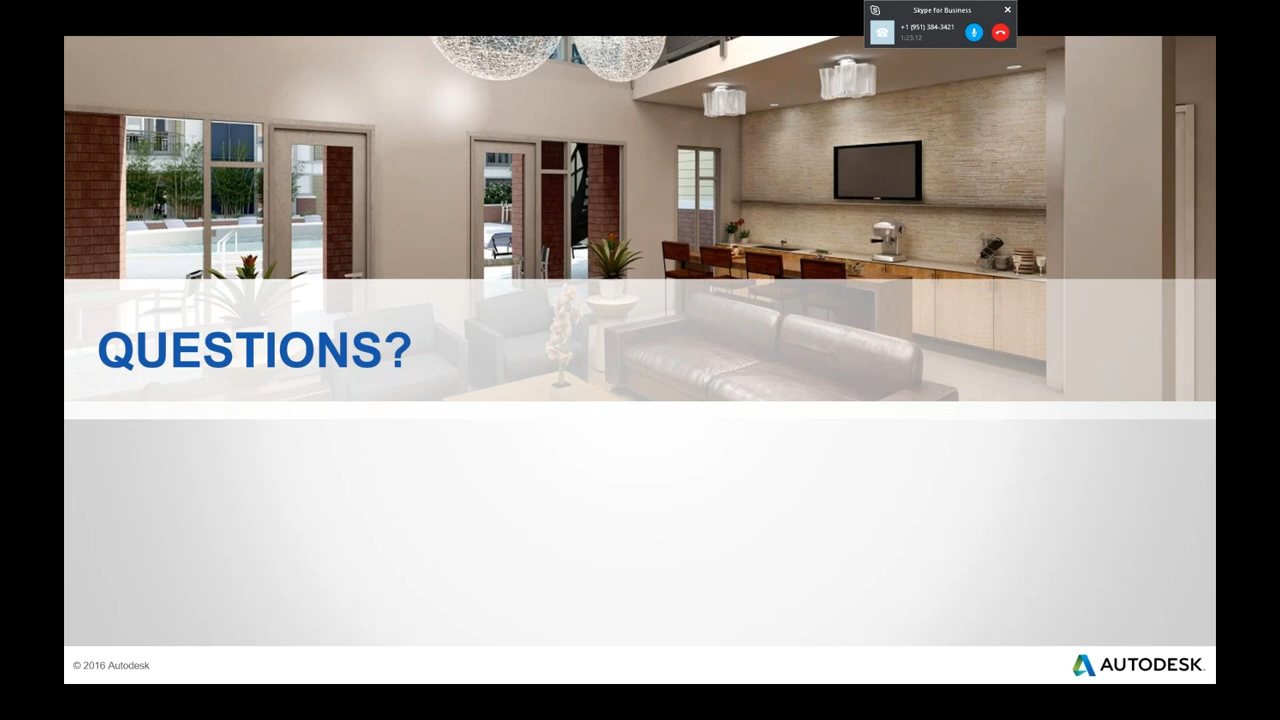 Skype for Business
+1 (951) 384-3421
1:23:12
QUESTIONS?
© 2016 Autodesk
AUTODESK.